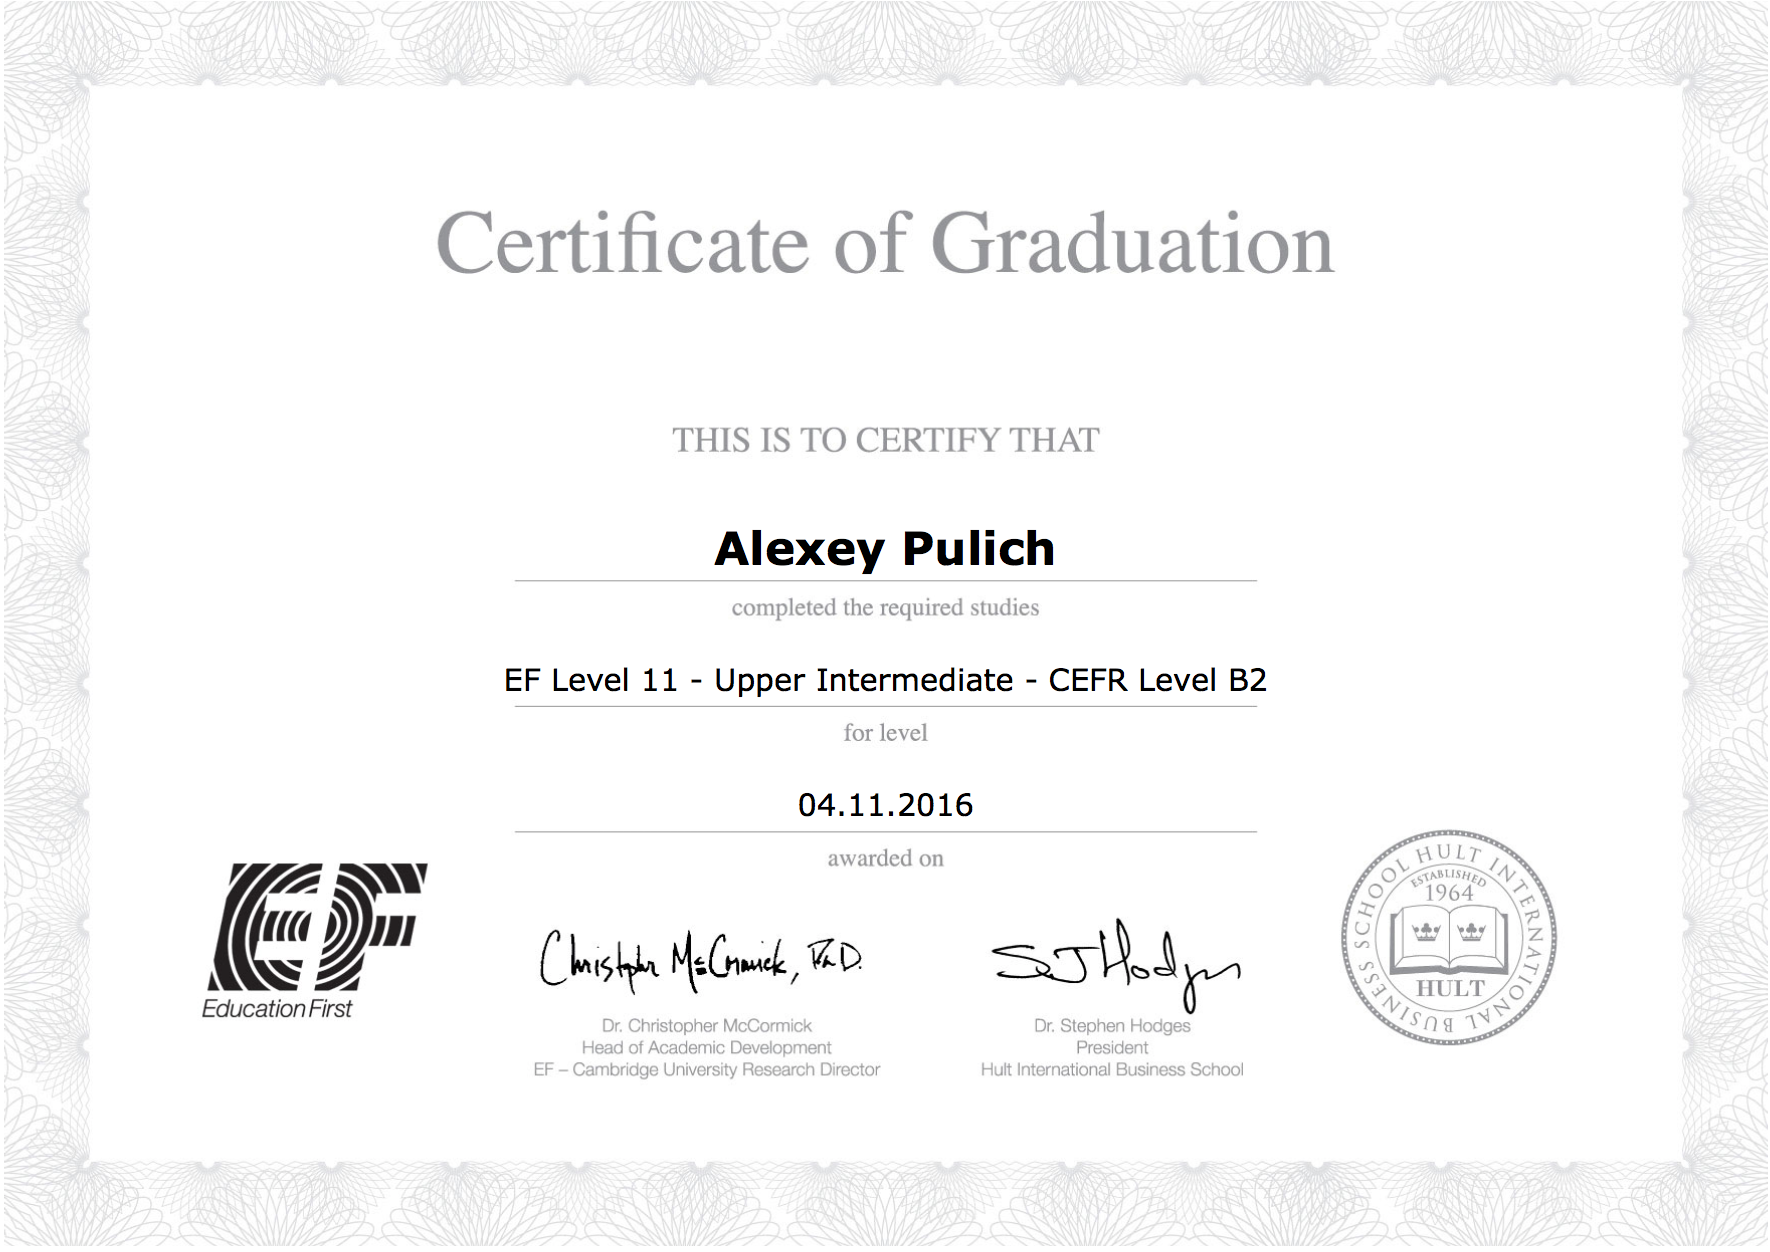 Certificate of Graduation
THIS IS TO CERTIFY THAT
Alexey Pulich
completed the required studies
EF Level 11 - Upper Intermediate - CEFR Level B2
for level
04.11.2016
awarded on
EF
Education First
Christopher McCormick, Ph.D.
Dr. Christopher McCormick
Head of Academic Development
EF – Cambridge University Research Director
S J Hodges
Dr. Stephen Hodges
President
Hult International Business School
HULT INTERNATIONAL BUSINESS SCHOOL
ESTABLISHED
1964
HULT